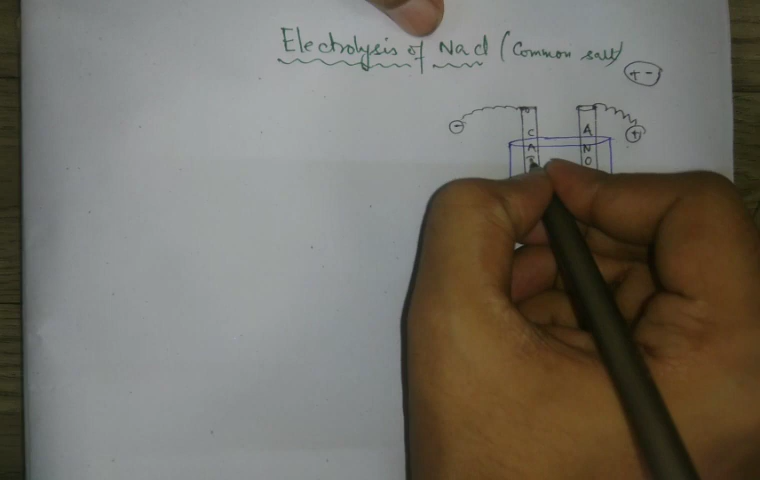 Electrolysis of Nacl (Common salt)
+ -
- +
C A
A N
T O